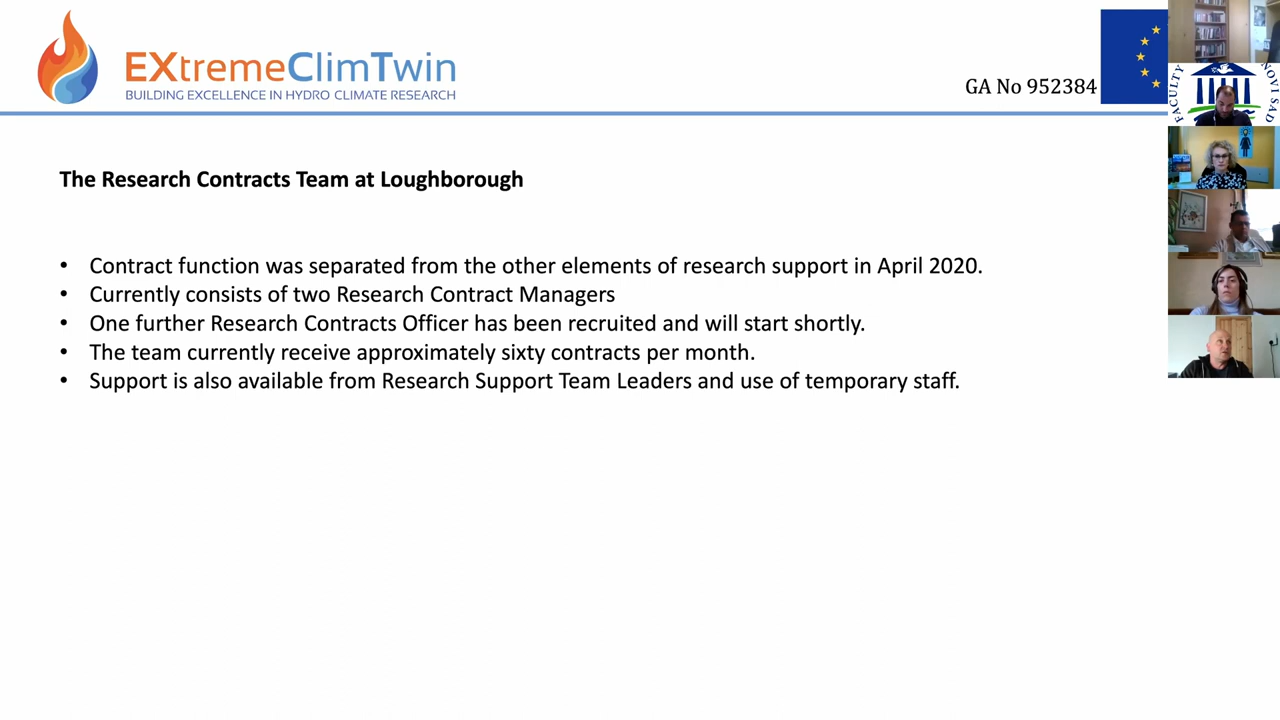 EXtremeClimTwin
BUILDING EXCELLENCE IN HYDRO CLIMATE RESEARCH
GA No 952384
FACULTY
NOVI SAD
The Research Contracts Team at Loughborough
• Contract function was separated from the other elements of research support in April 2020.
• Currently consists of two Research Contract Managers
• One further Research Contracts Officer has been recruited and will start shortly.
• The team currently receive approximately sixty contracts per month.
• Support is also available from Research Support Team Leaders and use of temporary staff.